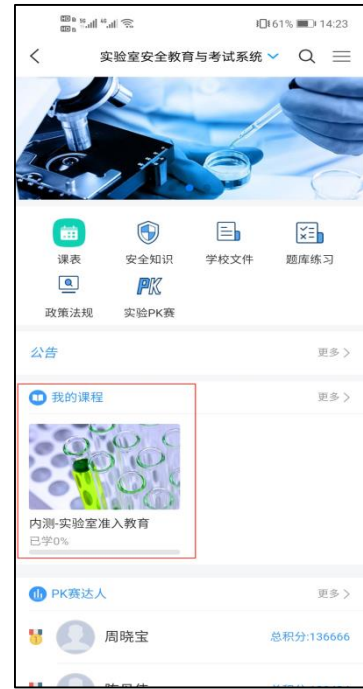 61% 14:23
实验室安全教育与考试系统
课表 安全知识 学校文件 题库练习
PK
政策法规 实验PK赛
公告 更多
我的课程 更多
内测-实验室准入教育
已学0%
PK赛达人 更多
周晓宝 总积分:136666